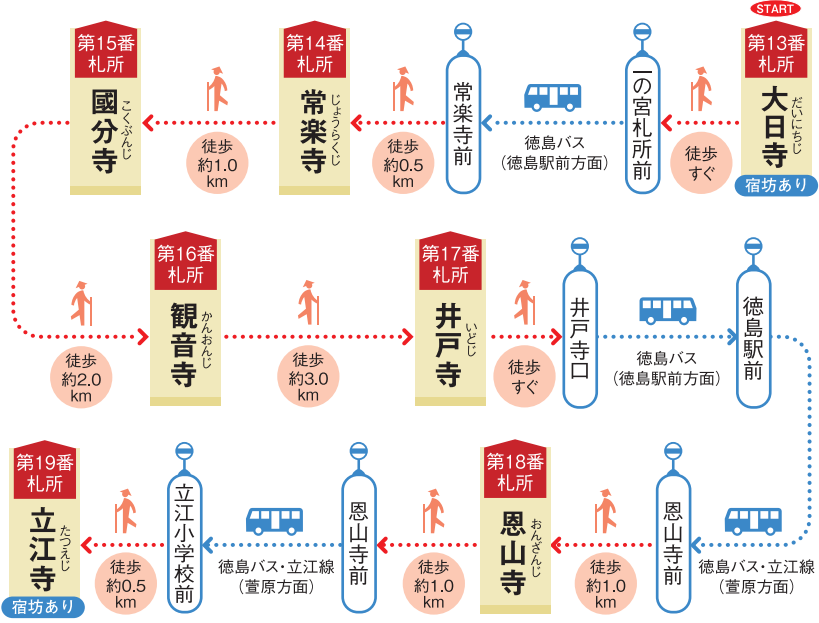 START
第13番
札所
大日寺
だいにちじ
宿坊あり
徒歩
すぐ
一の宮札所前
徳島バス
(徳島駅前方面)
常楽寺前
徒歩
約0.5
km
第14番
札所
常楽寺
じょうらくじ
徒歩
約1.0
km
第15番
札所
國分寺
こくぶんじ
徒歩
約2.0
km
第16番
札所
観音寺
かんおんじ
徒歩
約3.0
km
第17番
札所
井戸寺
いどじ
徒歩
すぐ
井戸寺口
徳島バス
(徳島駅前方面)
徳島駅前
徳島バス・立江線
(萱原方面)
恩山寺前
徒歩
約1.0
km
第18番
札所
恩山寺
おんざんじ
徒歩
約1.0
km
恩山寺前
徳島バス・立江線
(萱原方面)
立江小学校前
徒歩
約0.5
km
第19番
札所
立江寺
たつえじ
宿坊あり